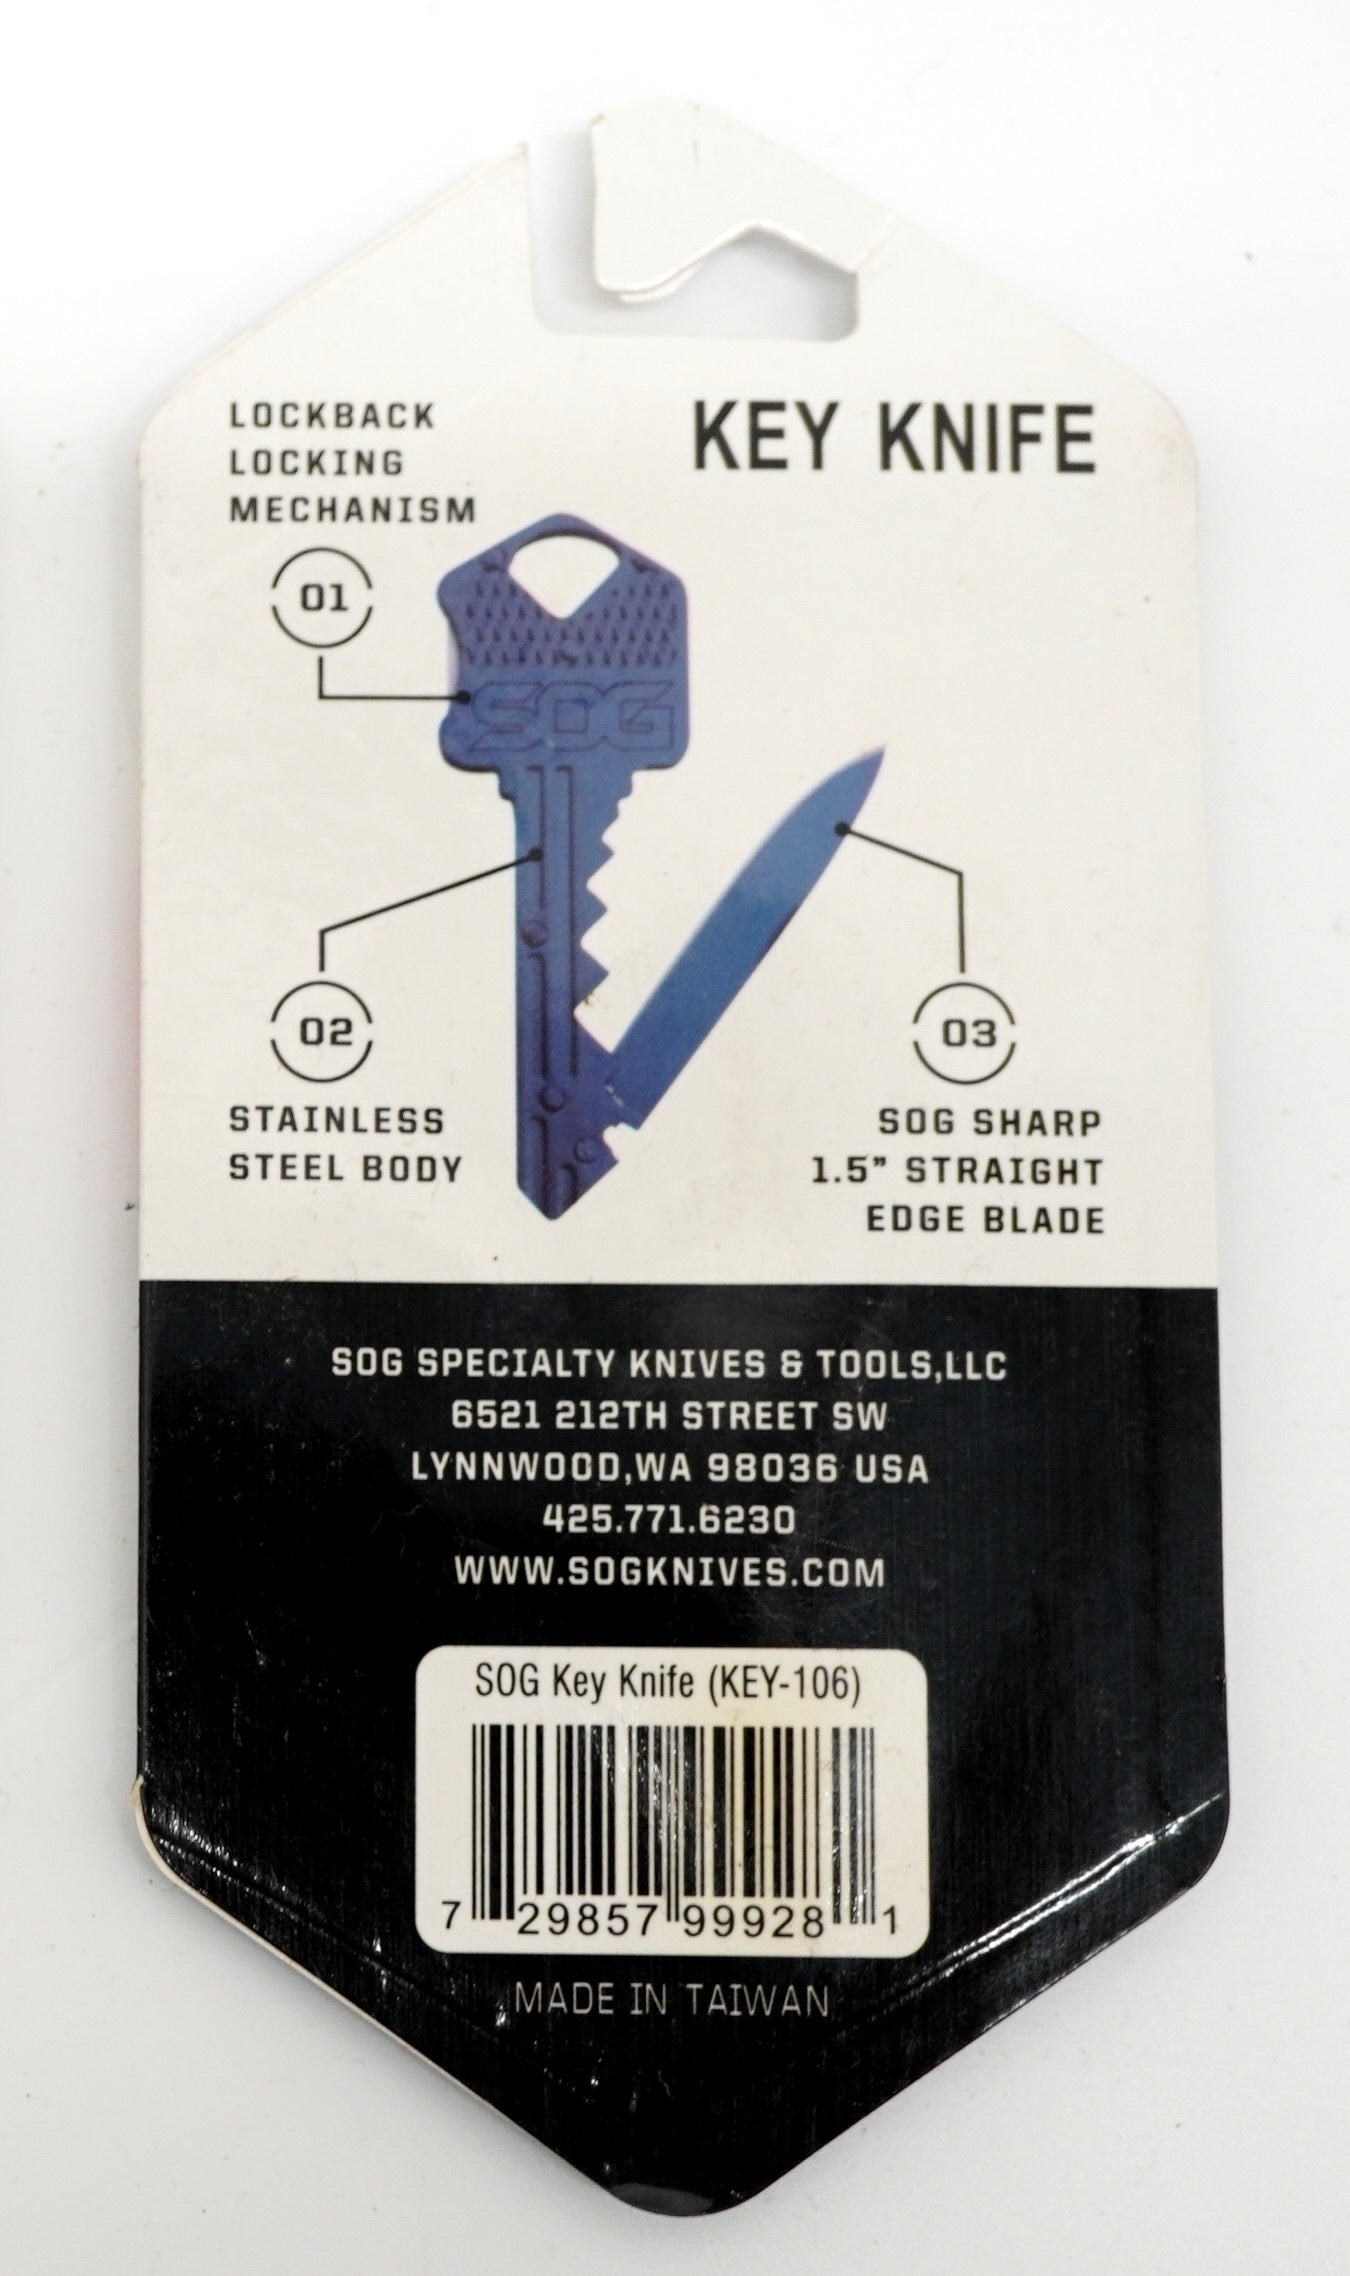 LOCKBACK
LOCKING
MECHANISM
KEY KNIFE
01
SOG
02
STAINLESS
STEEL BODY
03
SOG SHARP
1.5” STRAIGHT
EDGE BLADE
SOG SPECIALTY KNIVES & TOOLS,LLC
6521 212TH STREET SW
LYNNWOOD,WA 98036 USA
425.771.6230
WWW.SOGKNIVES.COM
SOG Key Knife (KEY-106)
7 29857 99928 1
MADE IN TAIWAN